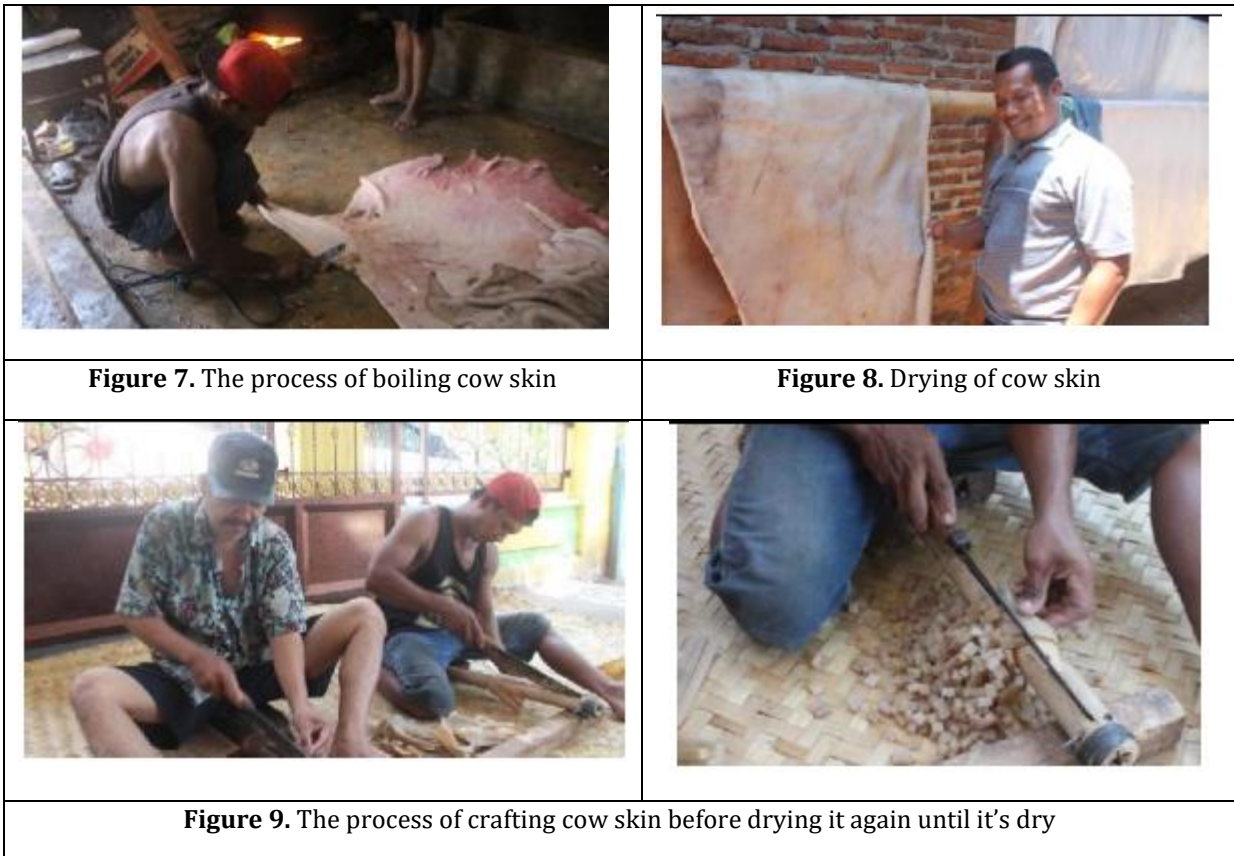 Figure 7. The process of boiling cow skin
Figure 8. Drying of cow skin
Figure 9. The process of crafting cow skin before drying it again until it’s dry